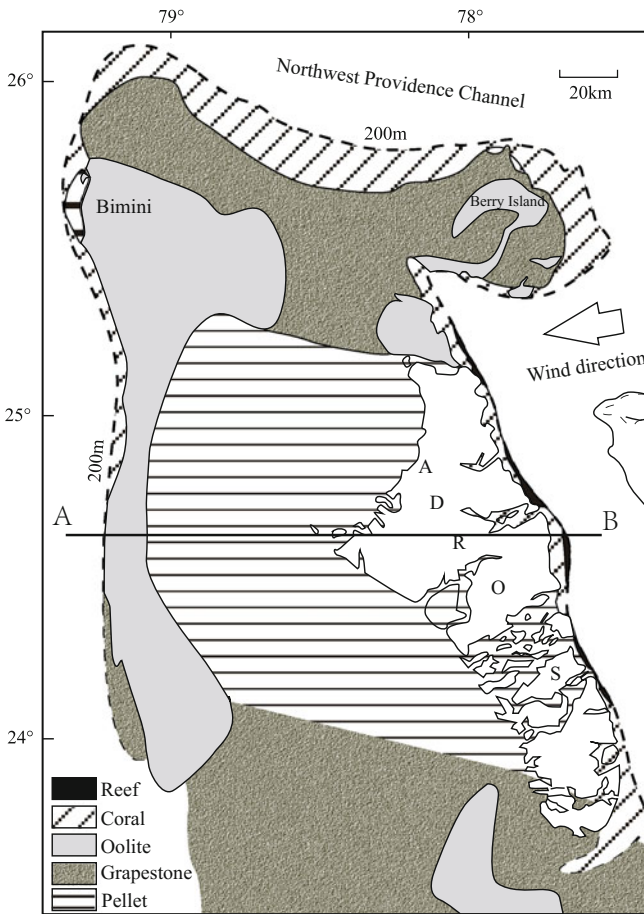 79°
78°
26°
Northwest Providence Channel
20km
200m
Bimini
Berry Island
Wind direction
25°
200m
A
A
D
B
R
O
S
24°
Reef
Coral
Oolite
Grapestone
Pellet